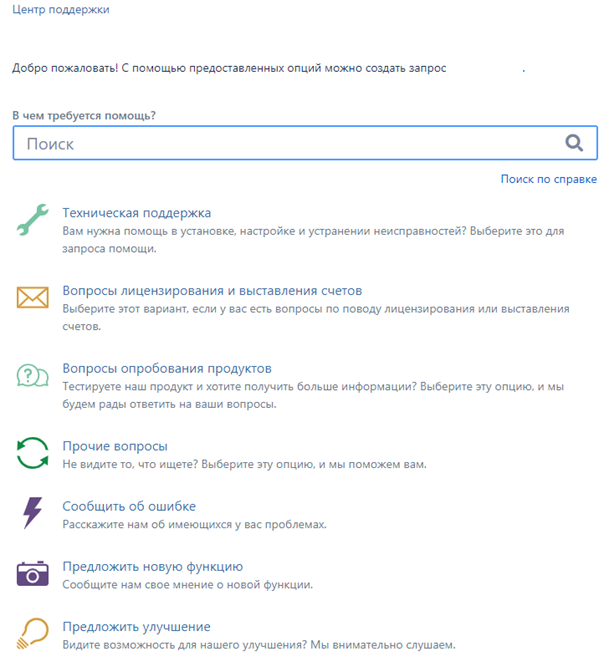 Центр поддержки
Добро пожаловать! С помощью предоставленных опций можно создать запрос .
В чем требуется помощь?
Поиск
Поиск по справке
Техническая поддержка
Вам нужна помощь в установке, настройке и устранении неисправностей? Выберите это для
запроса помощи.
Вопросы лицензирования и выставления счетов
Выберите этот вариант, если у вас есть вопросы по поводу лицензирования или выставления
счетов.
Вопросы опробования продуктов
Тестируете наш продукт и хотите получить больше информации? Выберите эту опцию, и мы
будем рады ответить на ваши вопросы.
Прочие вопросы
Не видите то, что ищете? Выберите эту опцию, и мы поможем вам.
Сообщить об ошибке
Расскажите нам об имеющихся у вас проблемах.
Предложить новую функцию
Сообщите нам свое мнение о новой функции.
Предложить улучшение
Видите возможность для нашего улучшения? Мы внимательно слушаем.